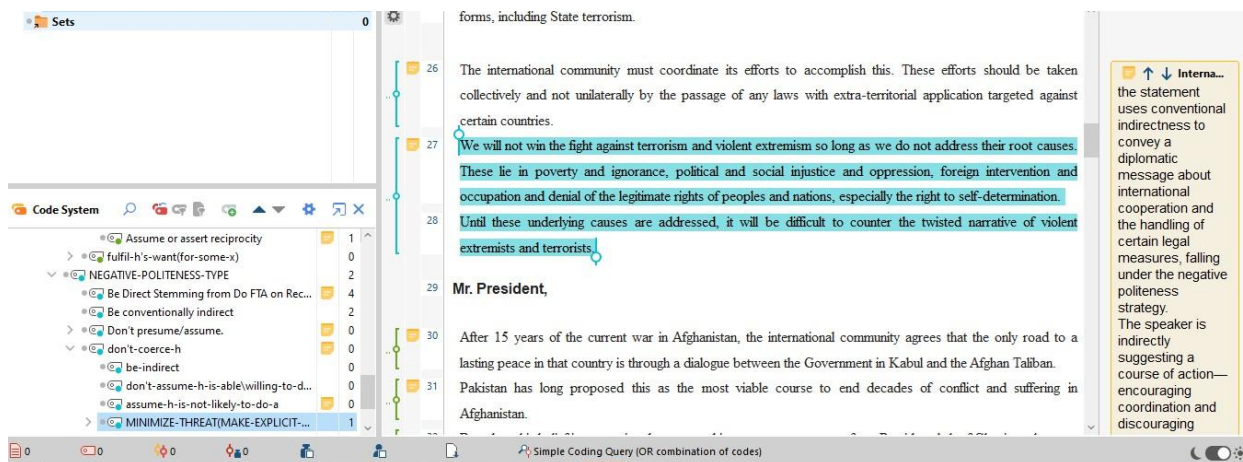 Sets 0
forms, including State terrorism.
26 The international community must coordinate its efforts to accomplish this. These efforts should be taken
collectively and not unilaterally by the passage of any laws with extra-territorial application targeted against
certain countries.
27 We will not win the fight against terrorism and violent extremism so long as we do not address their root causes.
These lie in poverty and ignorance, political and social injustice and oppression, foreign intervention and
occupation and denial of the legitimate rights of peoples and nations, especially the right to self-determination.
28 Until these underlying causes are addressed, it will be difficult to counter the twisted narrative of violent
extremists and terrorists.
29 Mr. President,
30 After 15 years of the current war in Afghanistan, the international community agrees that the only road to a
lasting peace in that country is through a dialogue between the Government in Kabul and the Afghan Taliban.
31 Pakistan has long proposed this as the most viable course to end decades of conflict and suffering in
Afghanistan.
Code System
Assume or assert reciprocity 1
fulfil-h's-want(for-some-x) 0
NEGATIVE-POLITENESS-TYPE 2
Be Direct Stemming from Do FTA on Rec... 4
Be conventionally indirect 2
Don't presume/assume. 0
don't-coerce-h 0
be-indirect 0
don't-assume-h-is-able\willing-to-d... 0
assume-h-is-not-likely-to-do-a 0
MINIMIZE-THREAT(MAKE-EXPLICIT-... 1
Interna...
the statement
uses conventional
indirectness to
convey a
diplomatic
message about
international
cooperation and
the handling of
certain legal
measures, falling
under the negative
politeness
strategy.
The speaker is
indirectly
suggesting a
course of action—
encouraging
coordination and
discouraging
0 0 0 0 Simple Coding Query (OR combination of codes)